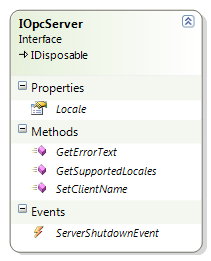 IOpcServer
Interface
IDisposable
Properties
Locale
Methods
GetErrorText
GetSupportedLocales
SetClientName
Events
ServerShutdownEvent